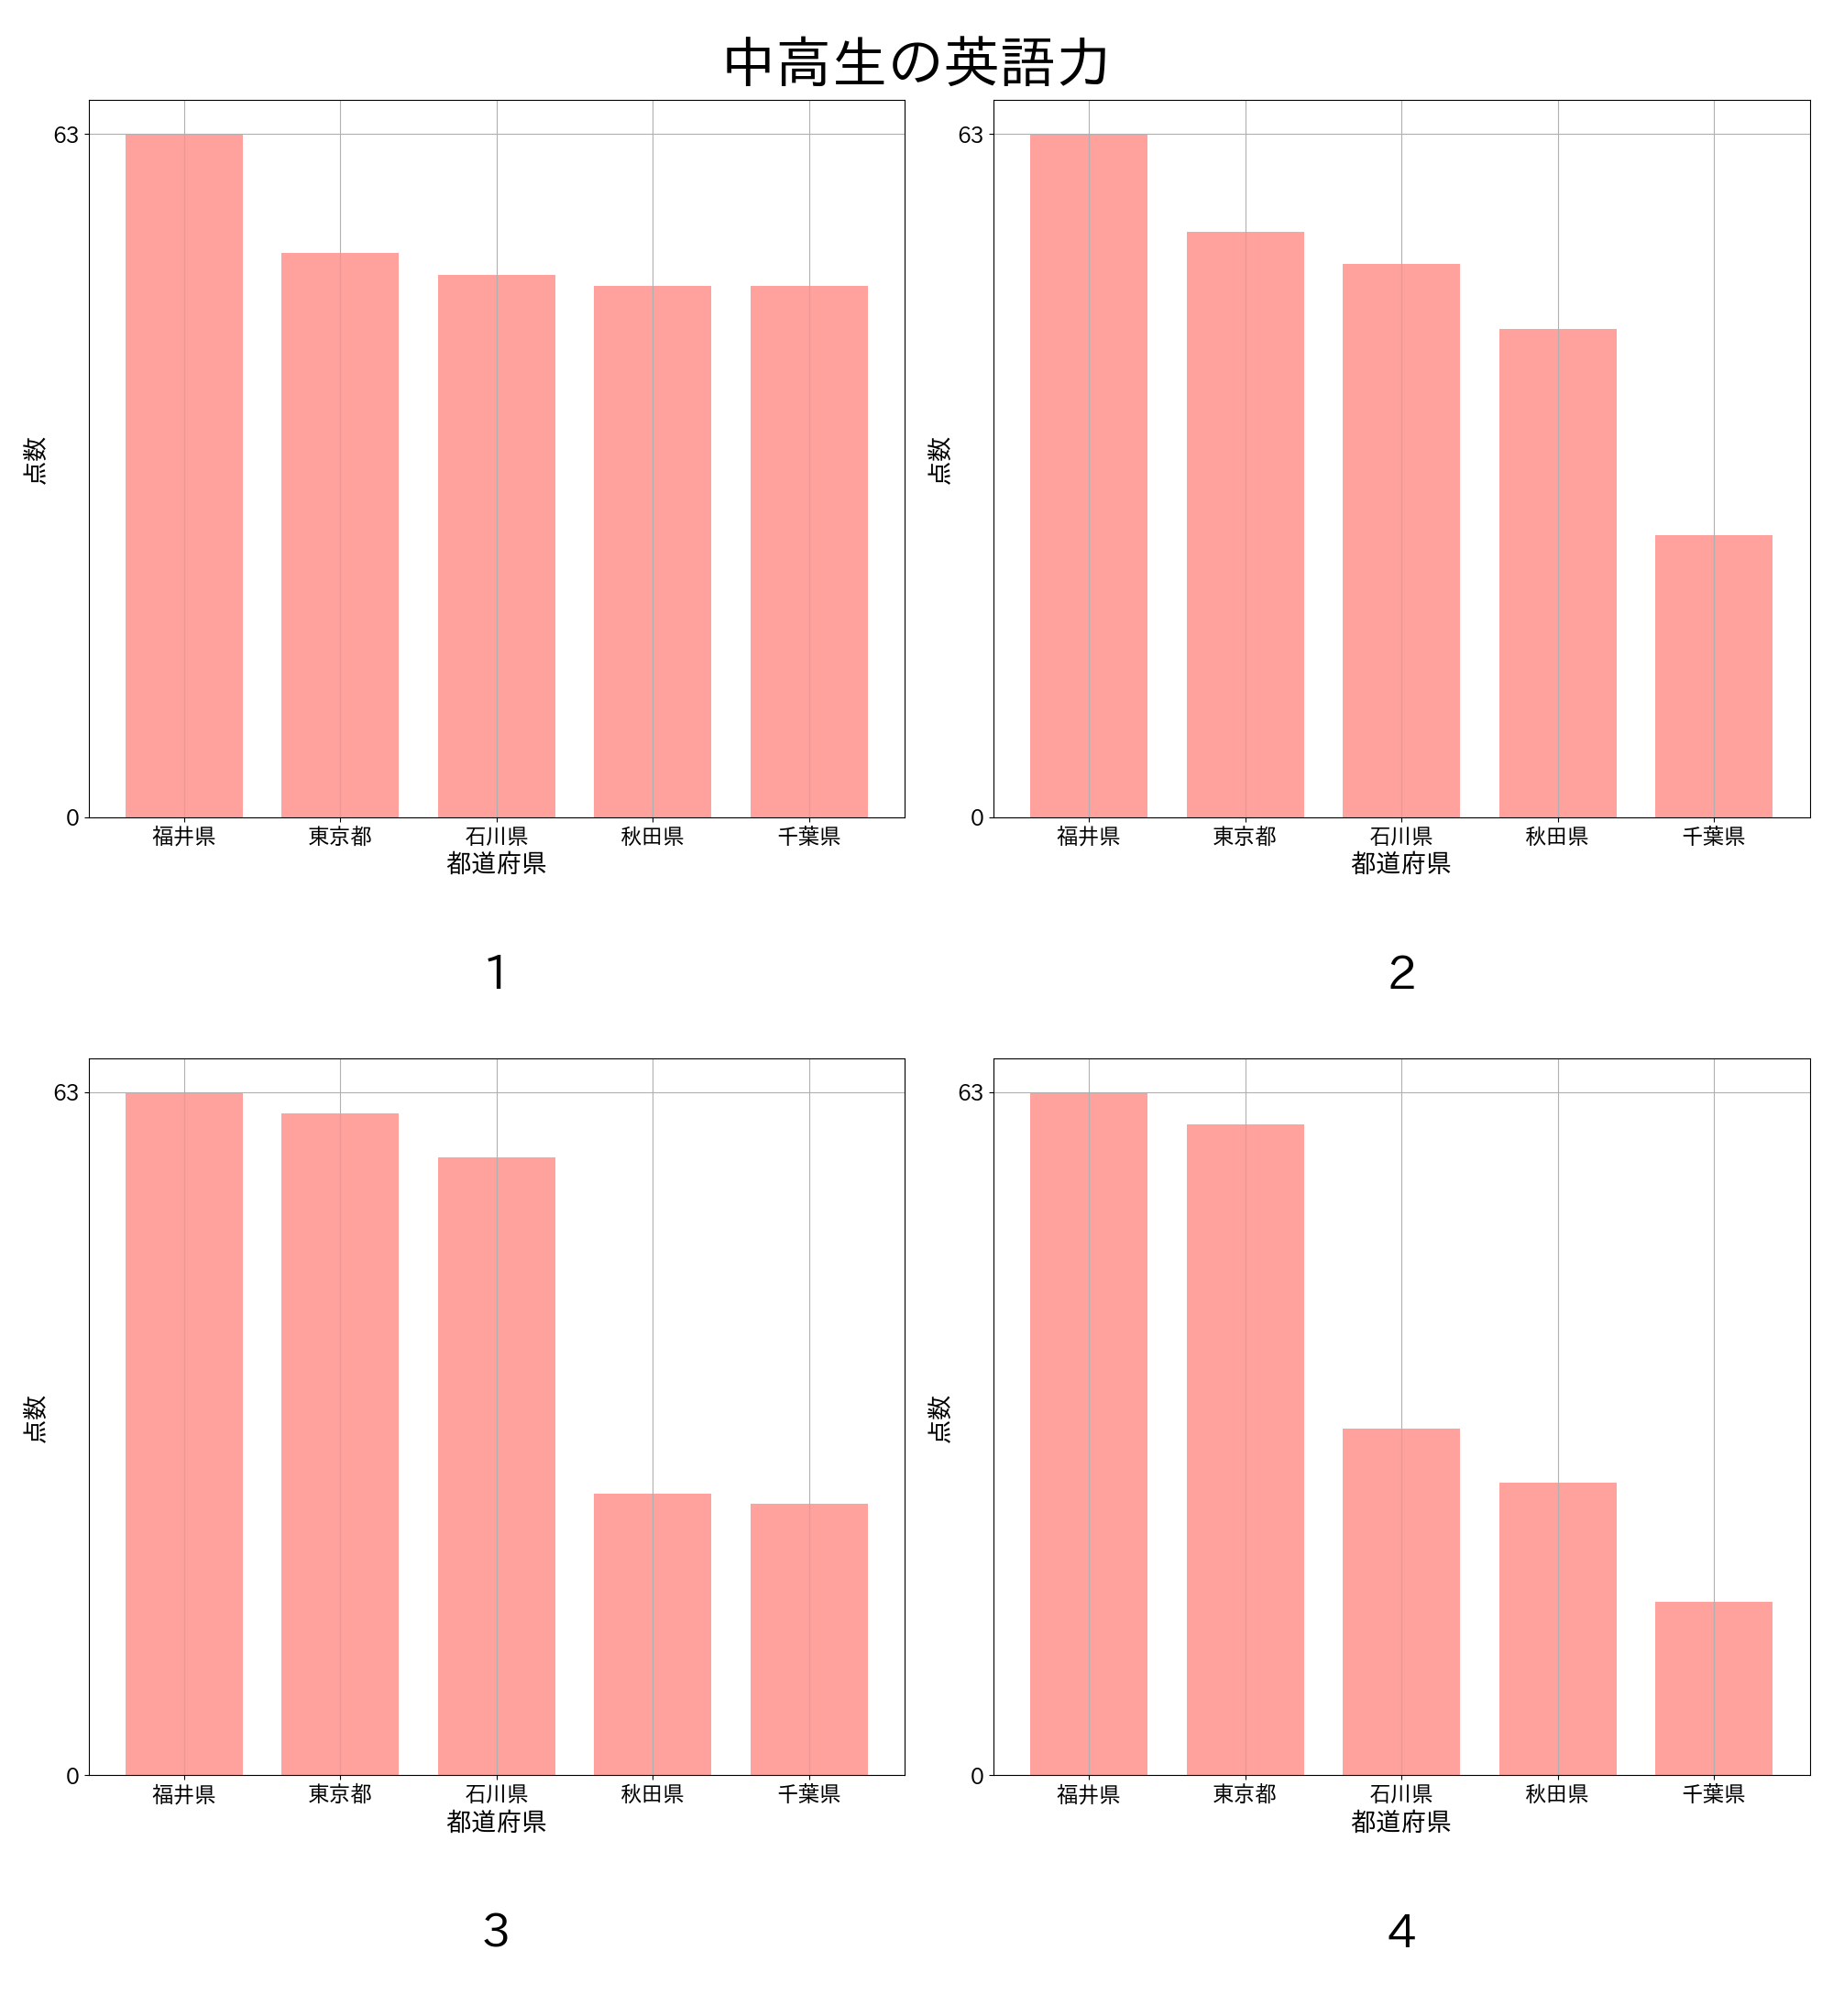 中高生の英語力
63
0
点数
福井県 東京都 石川県 秋田県 千葉県
都道府県
1
63
0
点数
福井県 東京都 石川県 秋田県 千葉県
都道府県
2
63
0
点数
福井県 東京都 石川県 秋田県 千葉県
都道府県
3
63
0
点数
福井県 東京都 石川県 秋田県 千葉県
都道府県
4